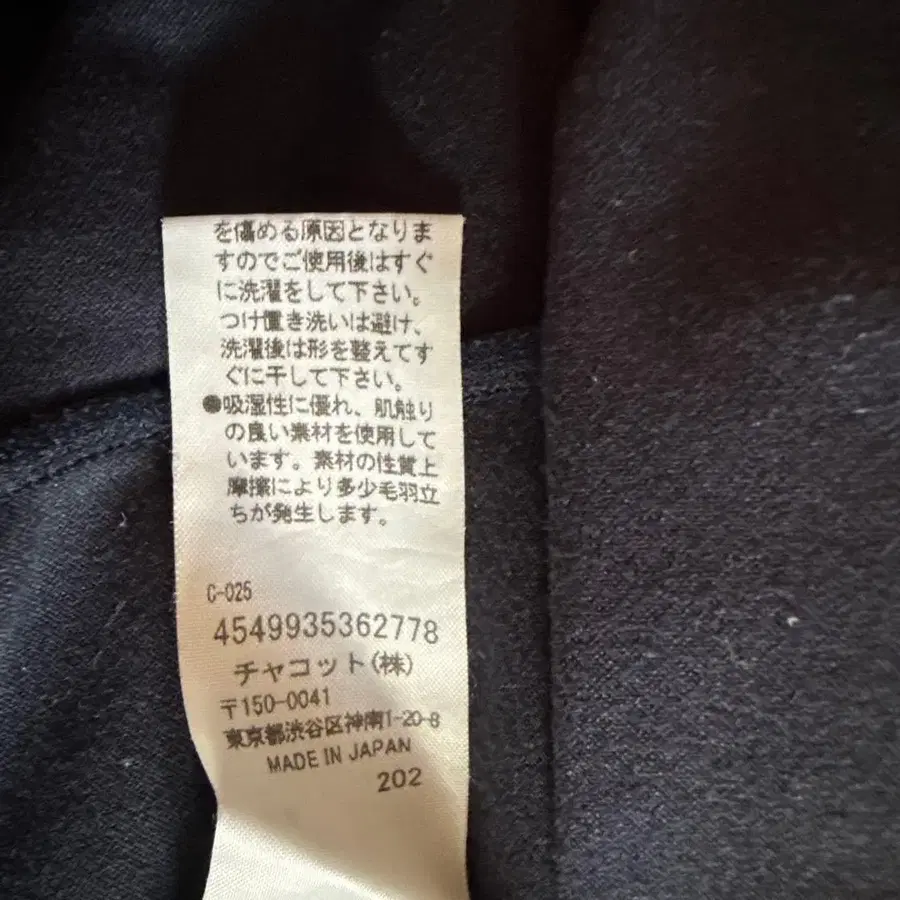 を傷める原因となりま
すのでご使用後はすぐ
に洗濯をして下さい。
つけ置き洗いは避け、
洗濯後は形を整えてす
ぐに干して下さい。
●吸湿性に優れ、肌触り
の良い素材を使用して
います。素材の性質上
摩擦により多少毛羽立
ちが発生します。
C-025
4549935362778
チャコット(株)
〒150-0041
東京都渋谷区神南1-20-8
MADE IN JAPAN
202